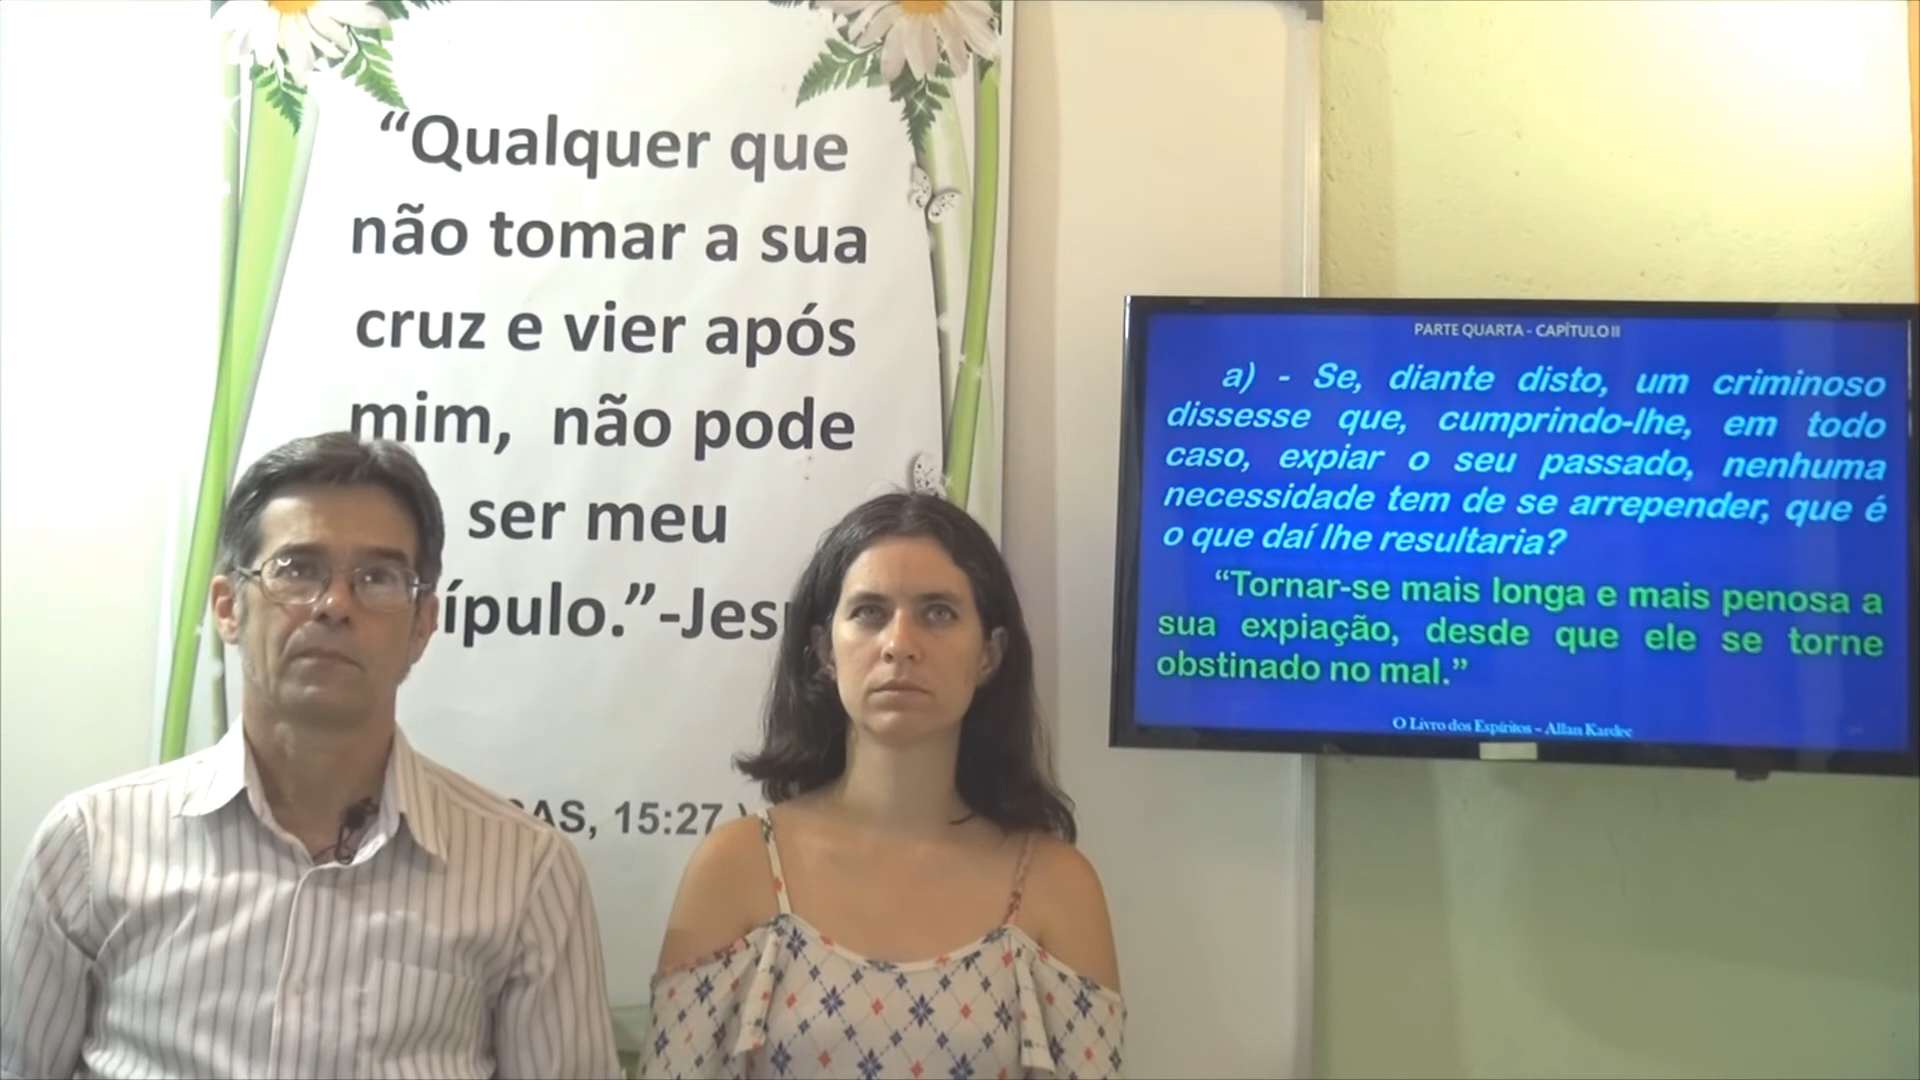 “Qualquer que
não tomar a sua
cruz e vier após
mim, não pode
ser meu
ípulo.”-Jes
AS, 15:27 )
PARTE QUARTA - CAPÍTULO II
a) - Se, diante disto, um criminoso
dissesse que, cumprindo-lhe, em todo
caso, expiar o seu passado, nenhuma
necessidade tem de se arrepender, que é
o que daí lhe resultaria?
“Tornar-se mais longa e mais penosa a
sua expiação, desde que ele se torne
obstinado no mal.”
O Livro dos Espíritos - Allan Kardec